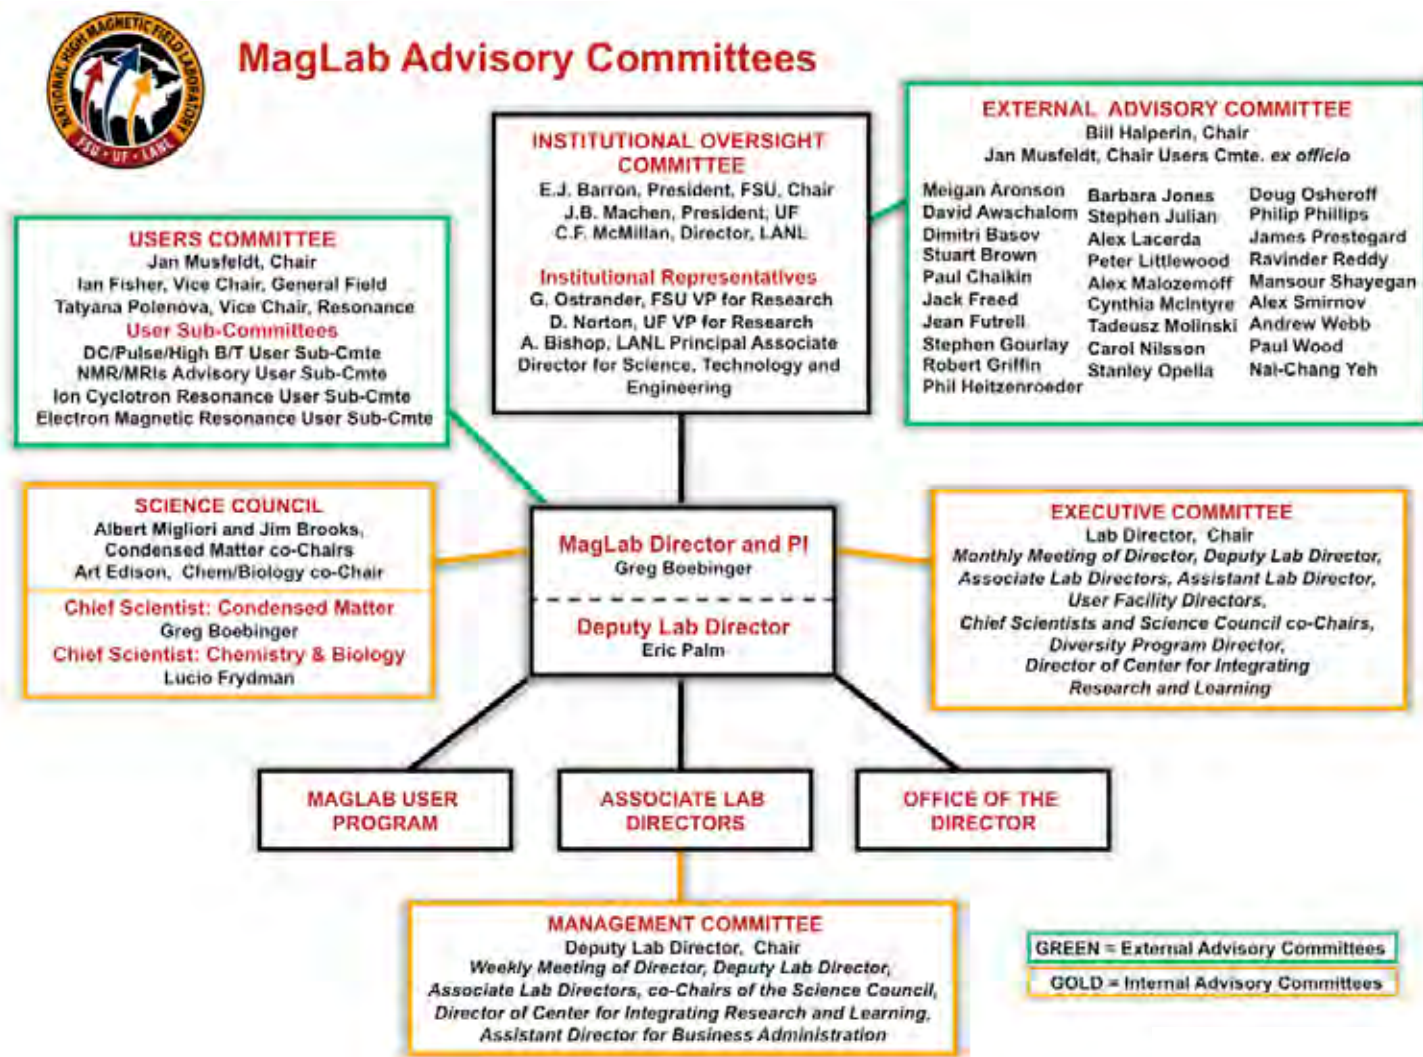 NATIONAL HIGH MAGNETIC FIELD LABORATORY
FSU • UF • LANL
MagLab Advisory Committees
INSTITUTIONAL OVERSIGHT
COMMITTEE
E.J. Barron, President, FSU, Chair
J.B. Machen, President, UF
C.F. McMillan, Director, LANL
Institutional Representatives
G. Ostrander, FSU VP for Research
D. Norton, UF VP for Research
A. Bishop, LANL Principal Associate
Director for Science, Technology and
Engineering
EXTERNAL ADVISORY COMMITTEE
Bill Halperin, Chair
Jan Musfeldt, Chair Users Cmte. ex officio
Meigan Aronson
David Awschalom
Dimitri Basov
Stuart Brown
Paul Chaikin
Jack Freed
Jean Futrell
Stephen Gourlay
Robert Griffin
Phil Heitzenroeder
Barbara Jones
Stephen Julian
Alex Lacerda
Peter Littlewood
Alex Malozemoff
Cynthia McIntyre
Tadeusz Molinski
Carol Nilsson
Stanley Opella
Doug Osheroff
Philip Phillips
James Prestegard
Ravinder Reddy
Mansour Shayegan
Alex Smirnov
Andrew Webb
Paul Wood
Nai-Chang Yeh
USERS COMMITTEE
Jan Musfeldt, Chair
Ian Fisher, Vice Chair, General Field
Tatyana Polenova, Vice Chair, Resonance
User Sub-Committees
DC/Pulse/High B/T User Sub-Cmte
NMR/MRIs Advisory User Sub-Cmte
Ion Cyclotron Resonance User Sub-Cmte
Electron Magnetic Resonance User Sub-Cmte
SCIENCE COUNCIL
Albert Migliori and Jim Brooks,
Condensed Matter co-Chairs
Art Edison, Chem/Biology co-Chair
Chief Scientist: Condensed Matter
Greg Boebinger
Chief Scientist: Chemistry & Biology
Lucio Frydman
MagLab Director and PI
Greg Boebinger
Deputy Lab Director
Eric Palm
EXECUTIVE COMMITTEE
Lab Director, Chair
Monthly Meeting of Director, Deputy Lab Director,
Associate Lab Directors, Assistant Lab Director,
User Facility Directors,
Chief Scientists and Science Council co-Chairs,
Diversity Program Director,
Director of Center for Integrating
Research and Learning
MAGLAB USER
PROGRAM
ASSOCIATE LAB
DIRECTORS
OFFICE OF THE
DIRECTOR
MANAGEMENT COMMITTEE
Deputy Lab Director, Chair
Weekly Meeting of Director, Deputy Lab Director,
Associate Lab Directors, co-Chairs of the Science Council,
Director of Center for Integrating Research and Learning,
Assistant Director for Business Administration
GREEN = External Advisory Committees
GOLD = Internal Advisory Committees